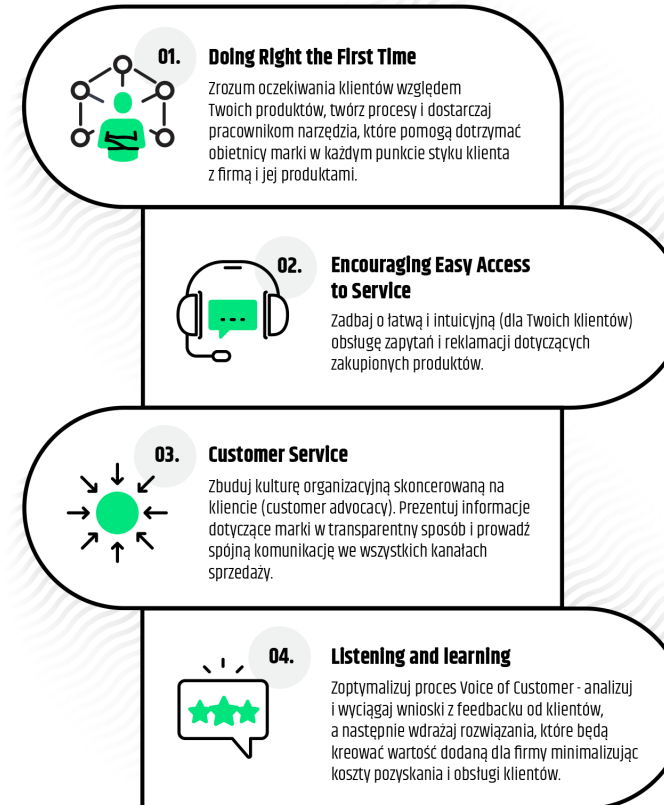 01.
Doing Right the First Time
Zrozum oczekiwania klientów względem
Twoich produktów, twórz procesy i dostarczaj
pracownikom narzędzia, które pomogą dotrzymać
obietnicy marki w każdym punkcie styku klienta
z firmą i jej produktami.
02.
Encouraging Easy Access
to Service
Zadbaj o łatwą i intuicyjną (dla Twoich klientów)
obsługę zapytań i reklamacji dotyczących
zakupionych produktów.
03.
Customer Service
Zbuduj kulturę organizacyjną skoncerowaną na
kliencie (customer advocacy). Prezentuj informacje
dotyczące marki w transparentny sposób i prowadź
spójną komunikację we wszystkich kanałach
sprzedaży.
04.
Listening and learning
Zoptymalizuj proces Voice of Customer - analizuj
i wyciągaj wnioski z feedbacku od klientów,
a następnie wdrażaj rozwiązania, które będą
kreować wartość dodaną dla firmy minimalizując
koszty pozyskania i obsługi klientów.